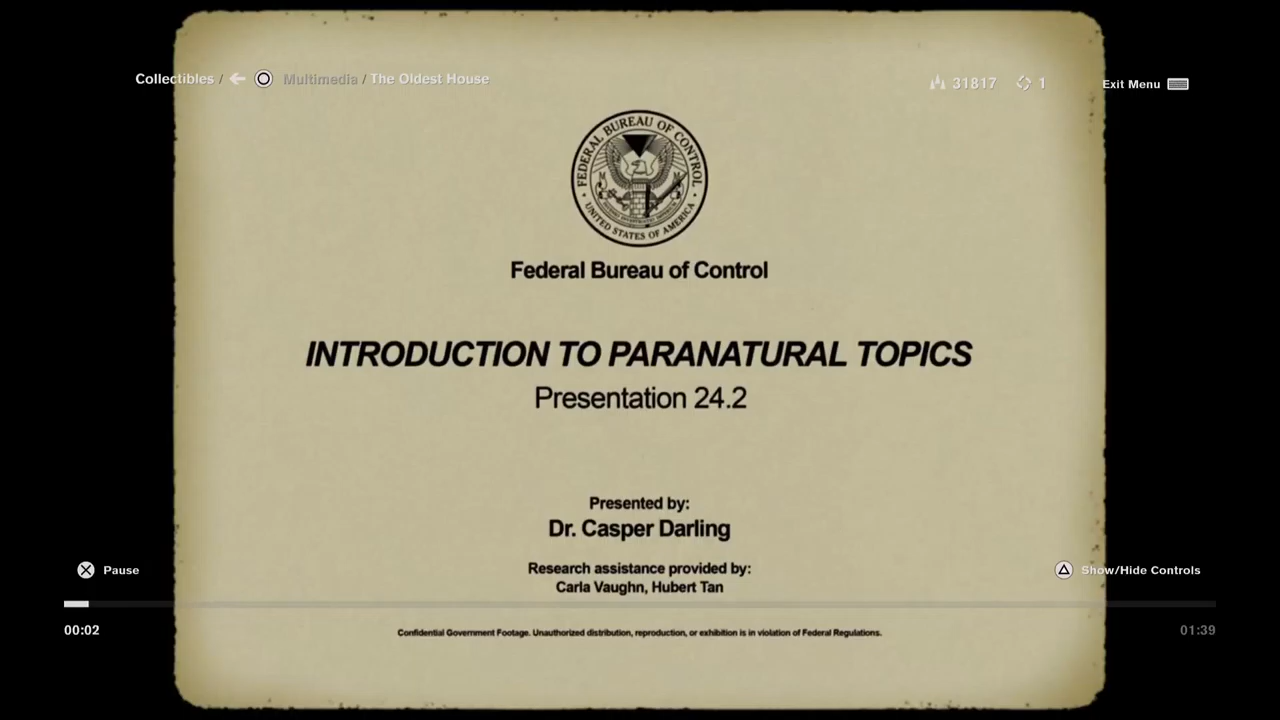 Collectibles / Multimedia / The Oldest House
31817
1
Exit Menu
FEDERAL BUREAU OF CONTROL
UNITED STATES OF AMERICA
Federal Bureau of Control
INTRODUCTION TO PARANATURAL TOPICS
Presentation 24.2
Presented by:
Dr. Casper Darling
Research assistance provided by:
Carla Vaughn, Hubert Tan
Pause
Show/Hide Controls
00:02
01:39
Confidential Government Footage. Unauthorized distribution, reproduction, or exhibition is in violation of Federal Regulations.